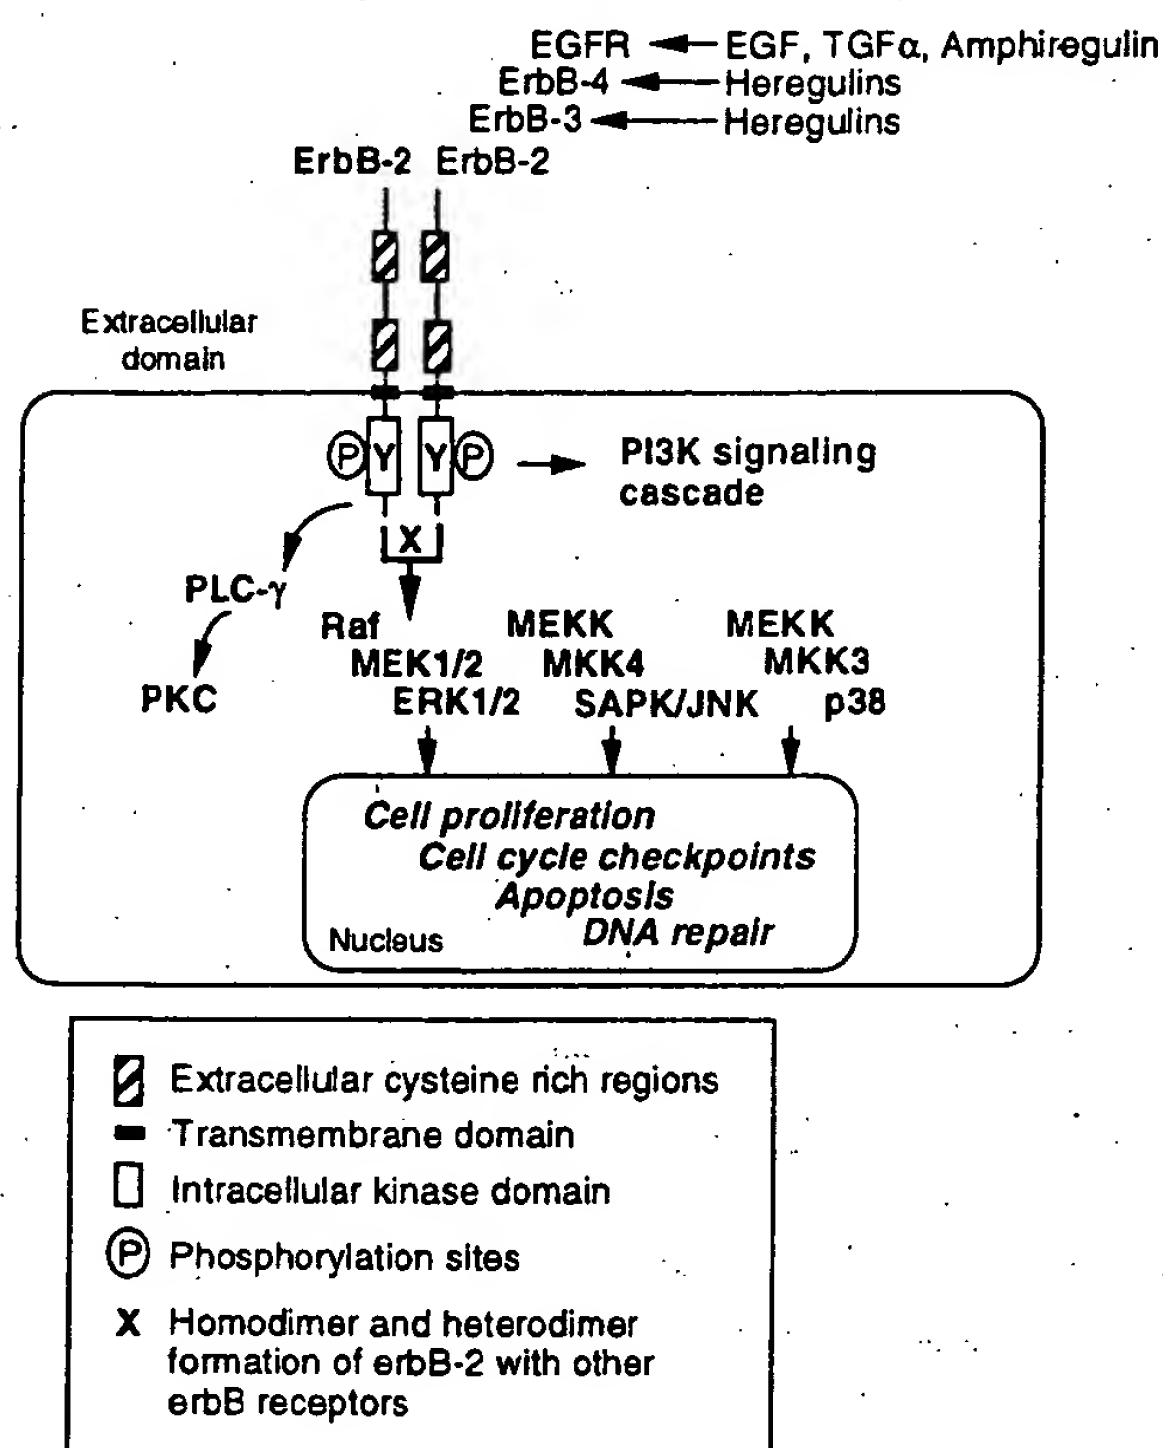 EGFR ← EGF, TGFα, Amphiregulin
ErbB-4 ← Heregulins
ErbB-3 ← Heregulins
ErbB-2 ErbB-2
Extracellular
domain
P Y Y P → PI3K signaling
cascade
X
PLC-γ
PKC
Raf MEKK MEKK
MEK1/2 MKK4 MKK3
ERK1/2 SAPK/JNK p38
Cell proliferation
Cell cycle checkpoints
Apoptosis
DNA repair
Nucleus
Extracellular cysteine rich regions
Transmembrane domain
Intracellular kinase domain
P Phosphorylation sites
X Homodimer and heterodimer
formation of erbB-2 with other
erbB receptors